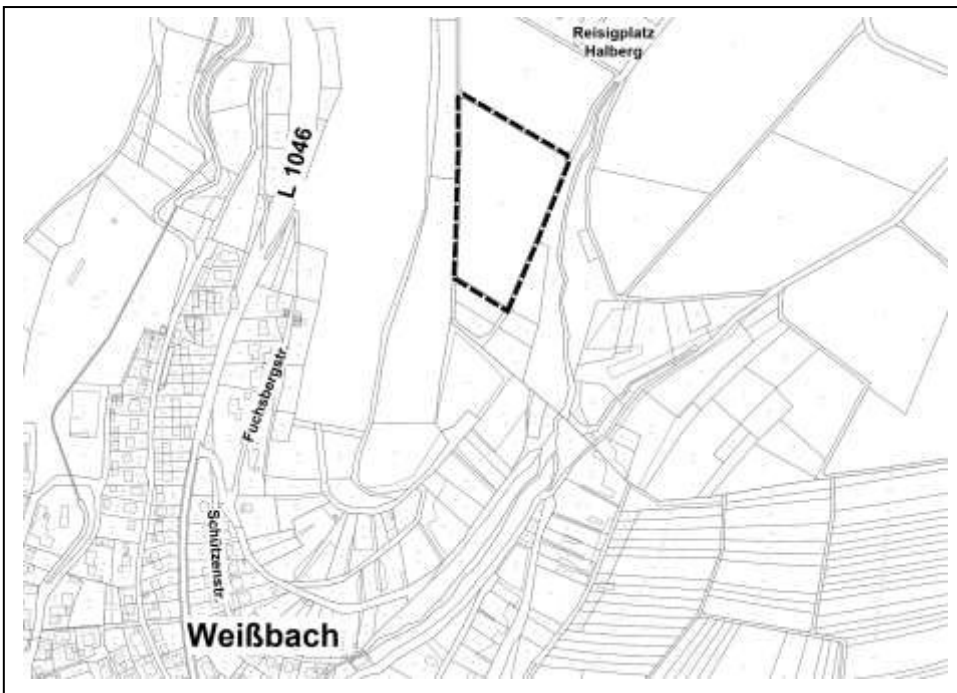 Reisigplatz
Halberg
L 1046
Fuchsbergstr.
Schützenstr.
Weißbach